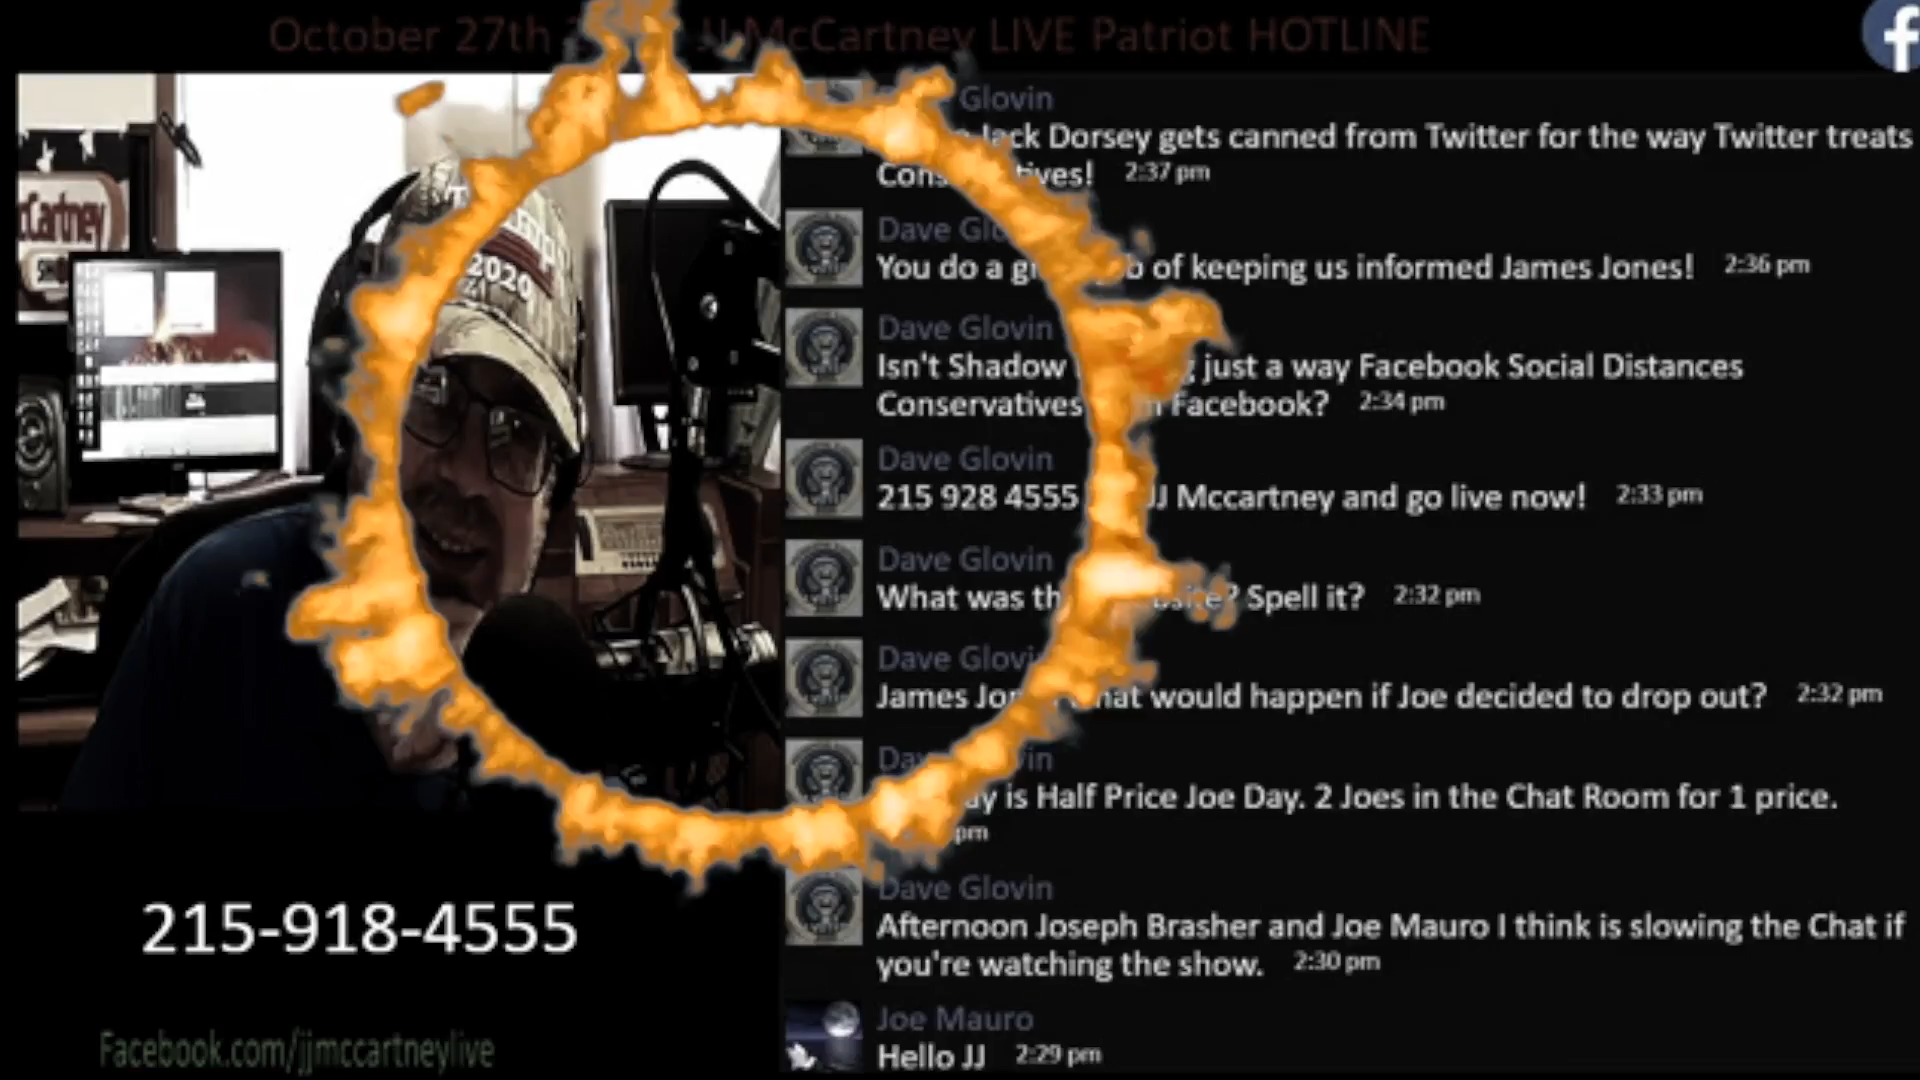 October 27th McCartney LIVE Patriot HOTLINE
Glovin
Jack Dorsey gets canned from Twitter for the way Twitter treats
2:37 pm
Dave
You do a of keeping us informed James Jones! 2:36 pm
Dave Glovin
Isn't Shadow just a way Facebook Social Distances
Conservatives Facebook? 2:34 pm
Dave Glovin
215 928 4555 JJ Mccartney and go live now! 2:33 pm
Dave Glovin
What was Spell it? 2:32 pm
Dave
James would happen if Joe decided to drop out? 2:32 pm
is Half Price Joe Day. 2 Joes in the Chat Room for 1 price.
pm
Dave Glovin
Afternoon Joseph Brasher and Joe Mauro I think is slowing the Chat if
you're watching the show. 2:30 pm
Joe Mauro
Hello JJ 2:29 pm
cCartney
2020
215-918-4555
Facebook.com/jjmccartneylive